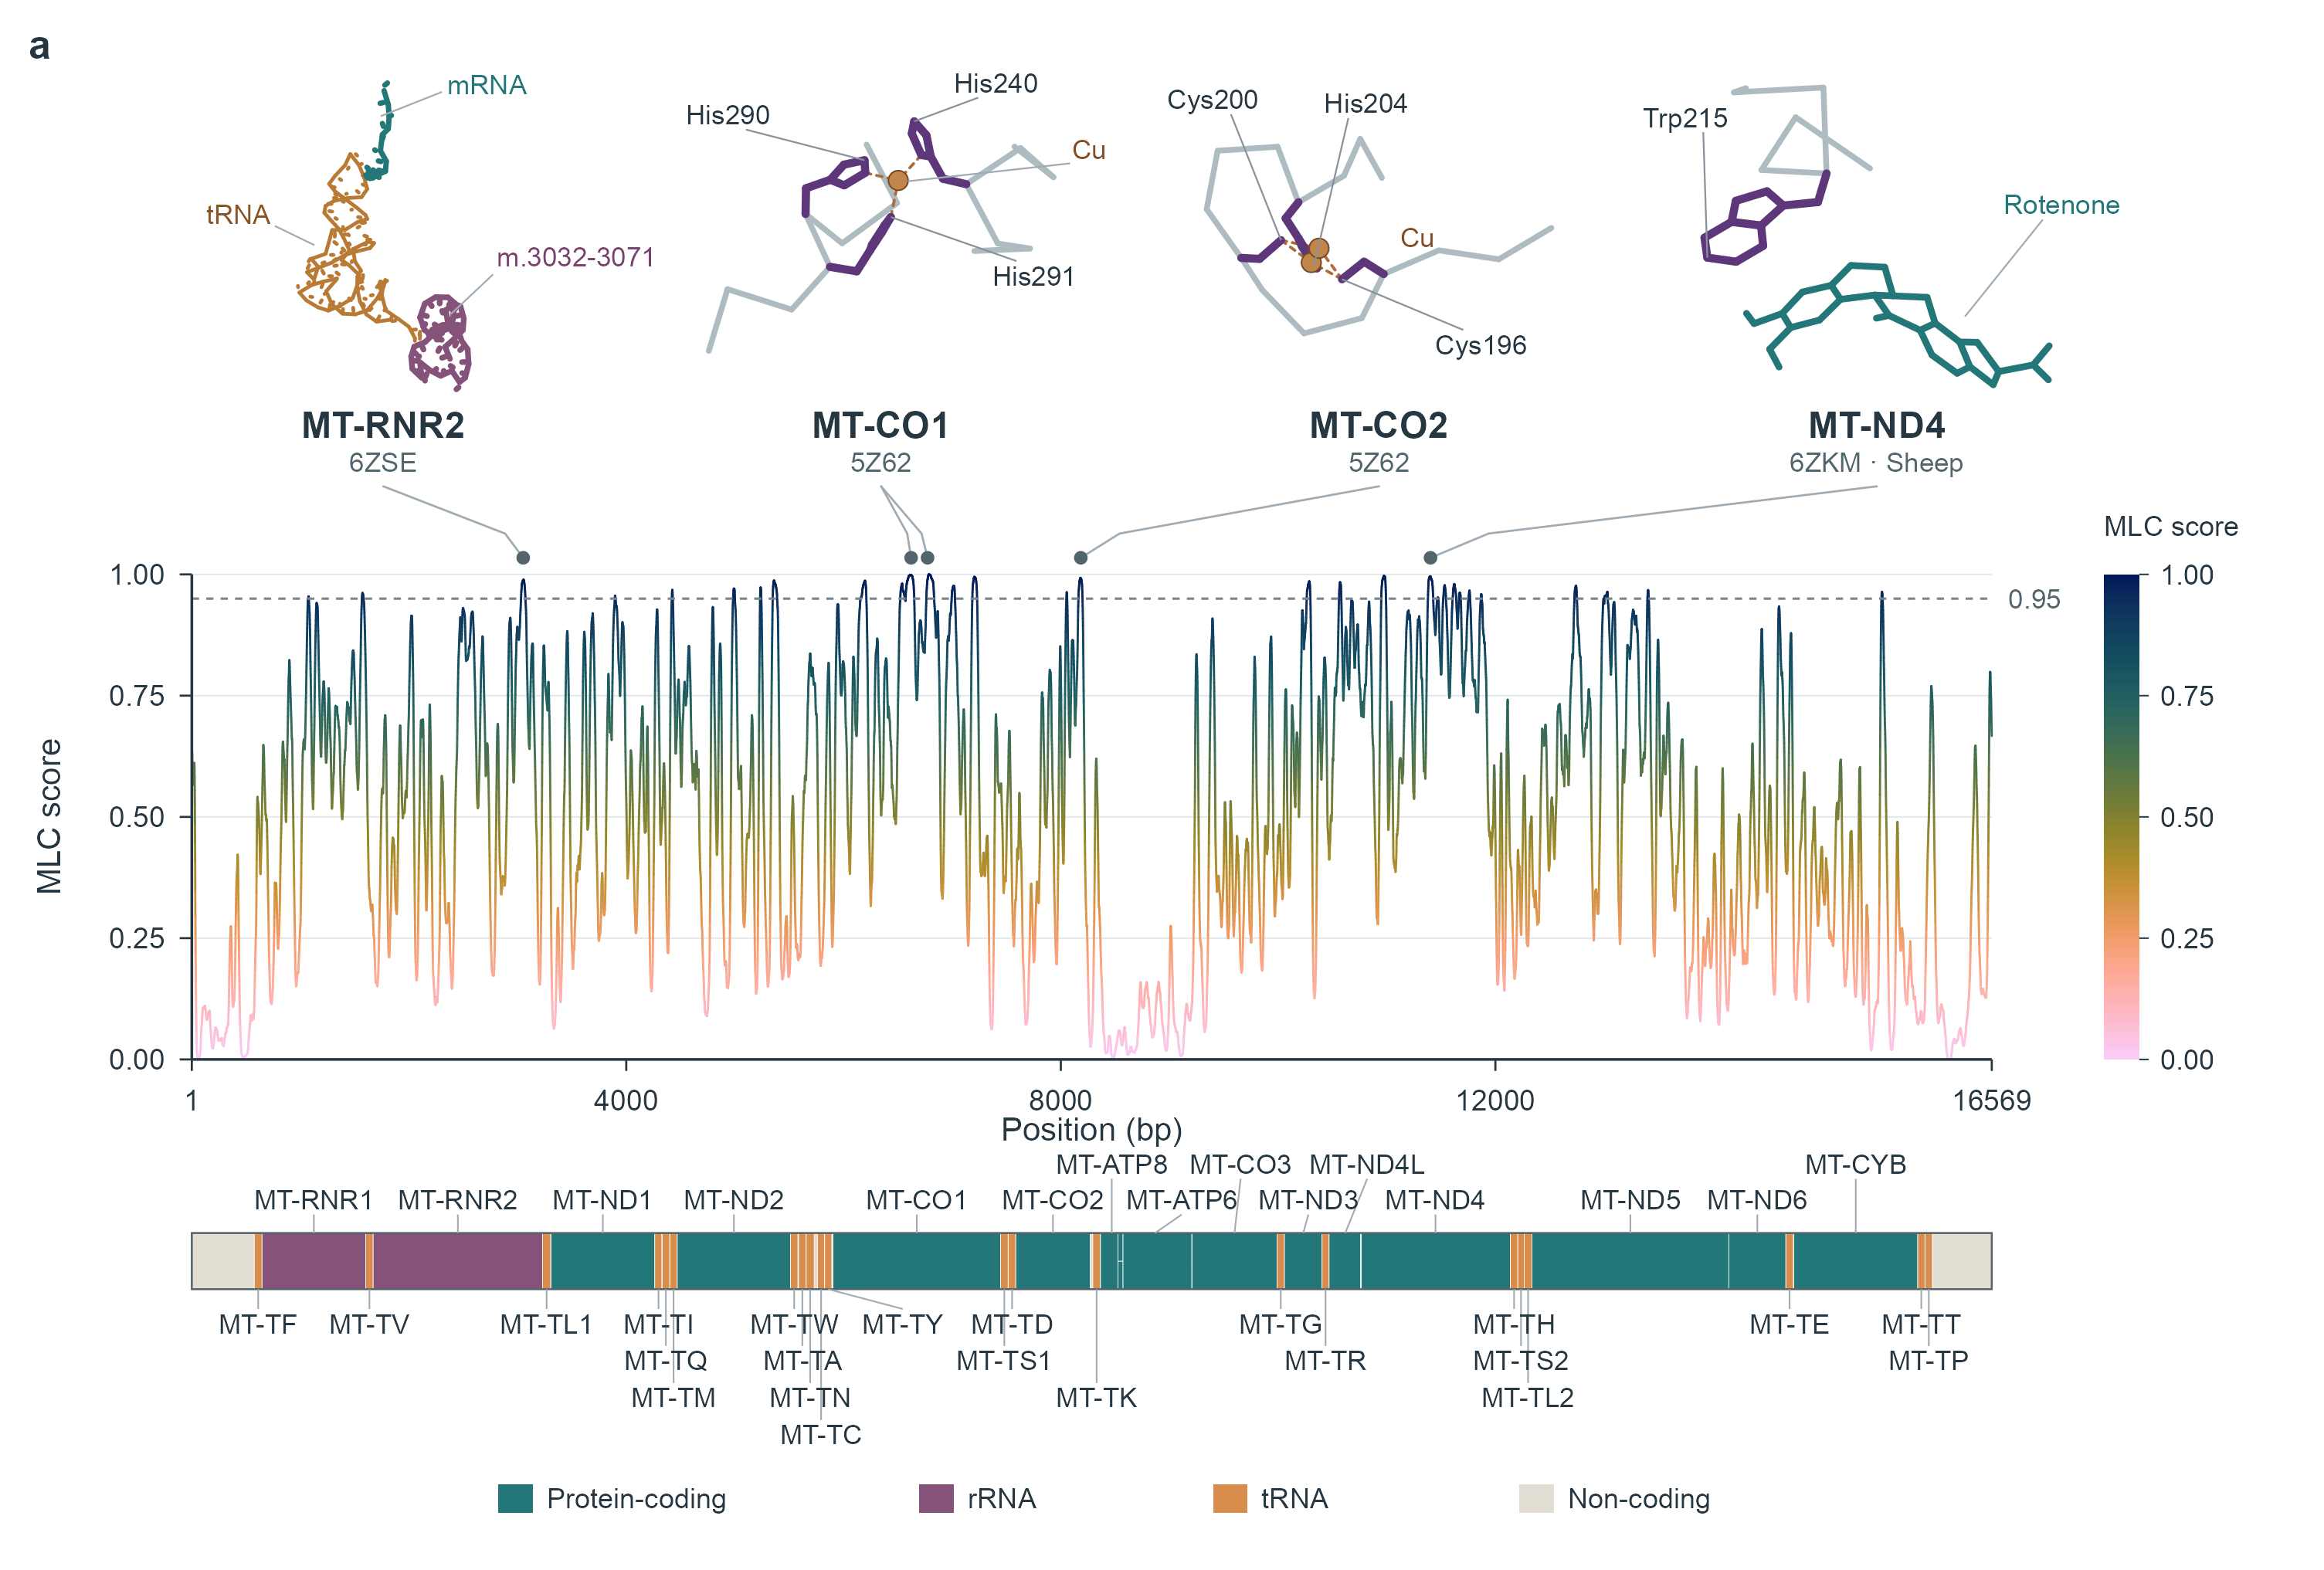 a
mRNA
tRNA
m.3032-3071
His290
His240
Cu
His291
Cys200
His204
Cu
Cys196
Trp215
Rotenone
MT-RNR2
6ZSE
MT-CO1
5Z62
MT-CO2
5Z62
MT-ND4
6ZKM · Sheep
MLC score
1.00
0.75
0.50
0.25
0.00
MLC score
0.95
1.00
0.75
0.50
0.25
0.00
1
4000
8000
12000
16569
Position (bp)
MT-ATP8
MT-CO3
MT-ND4L
MT-CYB
MT-RNR1
MT-RNR2
MT-ND1
MT-ND2
MT-CO1
MT-CO2
MT-ATP6
MT-ND3
MT-ND4
MT-ND5
MT-ND6
MT-TF
MT-TV
MT-TL1
MT-TI
MT-TW
MT-TY
MT-TD
MT-TG
MT-TH
MT-TE
MT-TT
MT-TQ
MT-TA
MT-TS1
MT-TR
MT-TS2
MT-TP
MT-TM
MT-TN
MT-TK
MT-TL2
MT-TC
Protein-coding
rRNA
tRNA
Non-coding